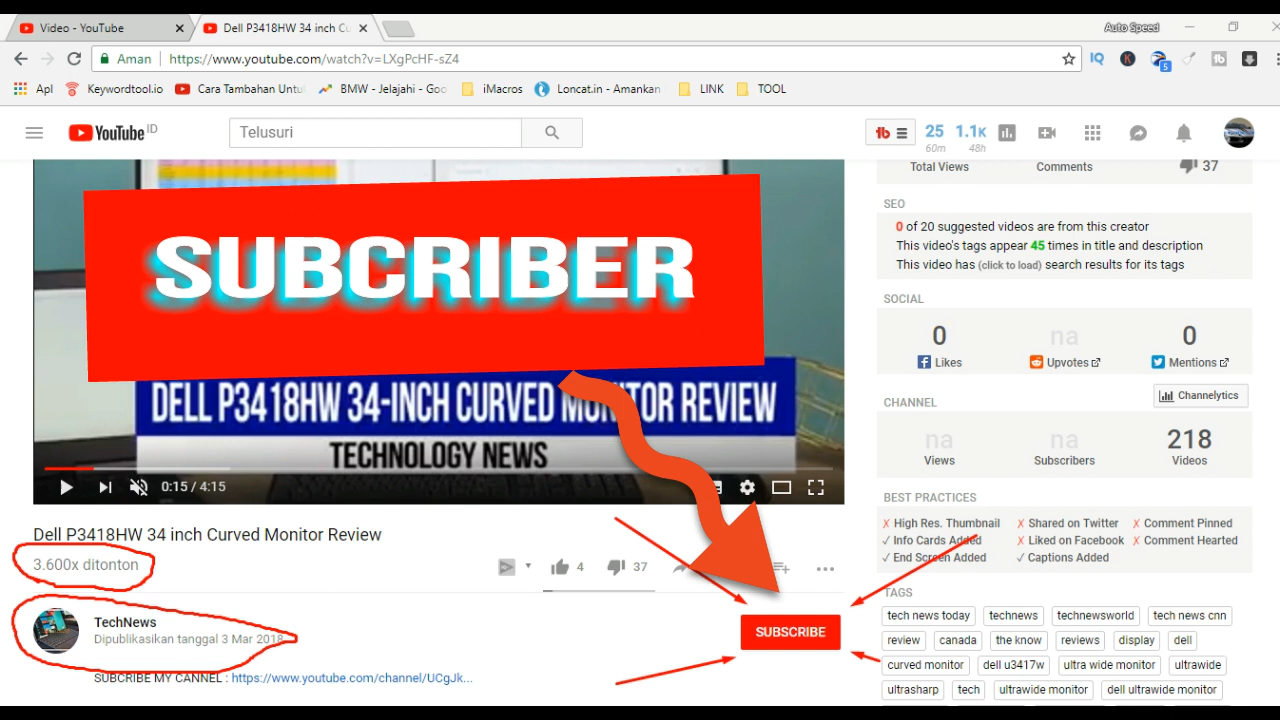 Video - YouTube
Dell P3418HW 34 inch Cu
Auto Speed
Aman
https://www.youtube.com/watch?v=LXgPcHF-sZ4
IQ
K
5
tb
Apl
Keywordtool.io
Cara Tambahan Untu
BMW - Jelajahi - Goo
iMacros
Loncat.in - Amankan
LINK
TOOL
YouTube ID
Telusuri
tb
25
60m
1.1K
48h
Total Views
Comments
37
SEO
0 of 20 suggested videos are from this creator
This video's tags appear 45 times in title and description
This video has (click to load) search results for its tags
SOCIAL
0 na 0
Likes Upvotes Mentions
CHANNEL
Channelytics
na na 218
Views Subscribers Videos
BEST PRACTICES
✗ High Res. Thumbnail ✗ Shared on Twitter ✗ Comment Pinned
✓ Info Cards Added ✗ Liked on Facebook ✗ Comment Hearted
✓ End Screen Added ✓ Captions Added
TAGS
tech news today technews technewsworld tech news cnn
review canada the know reviews display dell
curved monitor dell u3417w ultra wide monitor ultrawide
ultrasharp tech ultrawide monitor dell ultrawide monitor
SUBCRIBER
DELL P3418HW 34-INCH CURVED MONITOR REVIEW
TECHNOLOGY NEWS
0:15 / 4:15
Dell P3418HW 34 inch Curved Monitor Review
3.600x ditonton
4
37
TechNews
Dipublikasikan tanggal 3 Mar 2018
SUBSCRIBE
SUBCRIBE MY CANNEL : https://www.youtube.com/channel/UCgJk...